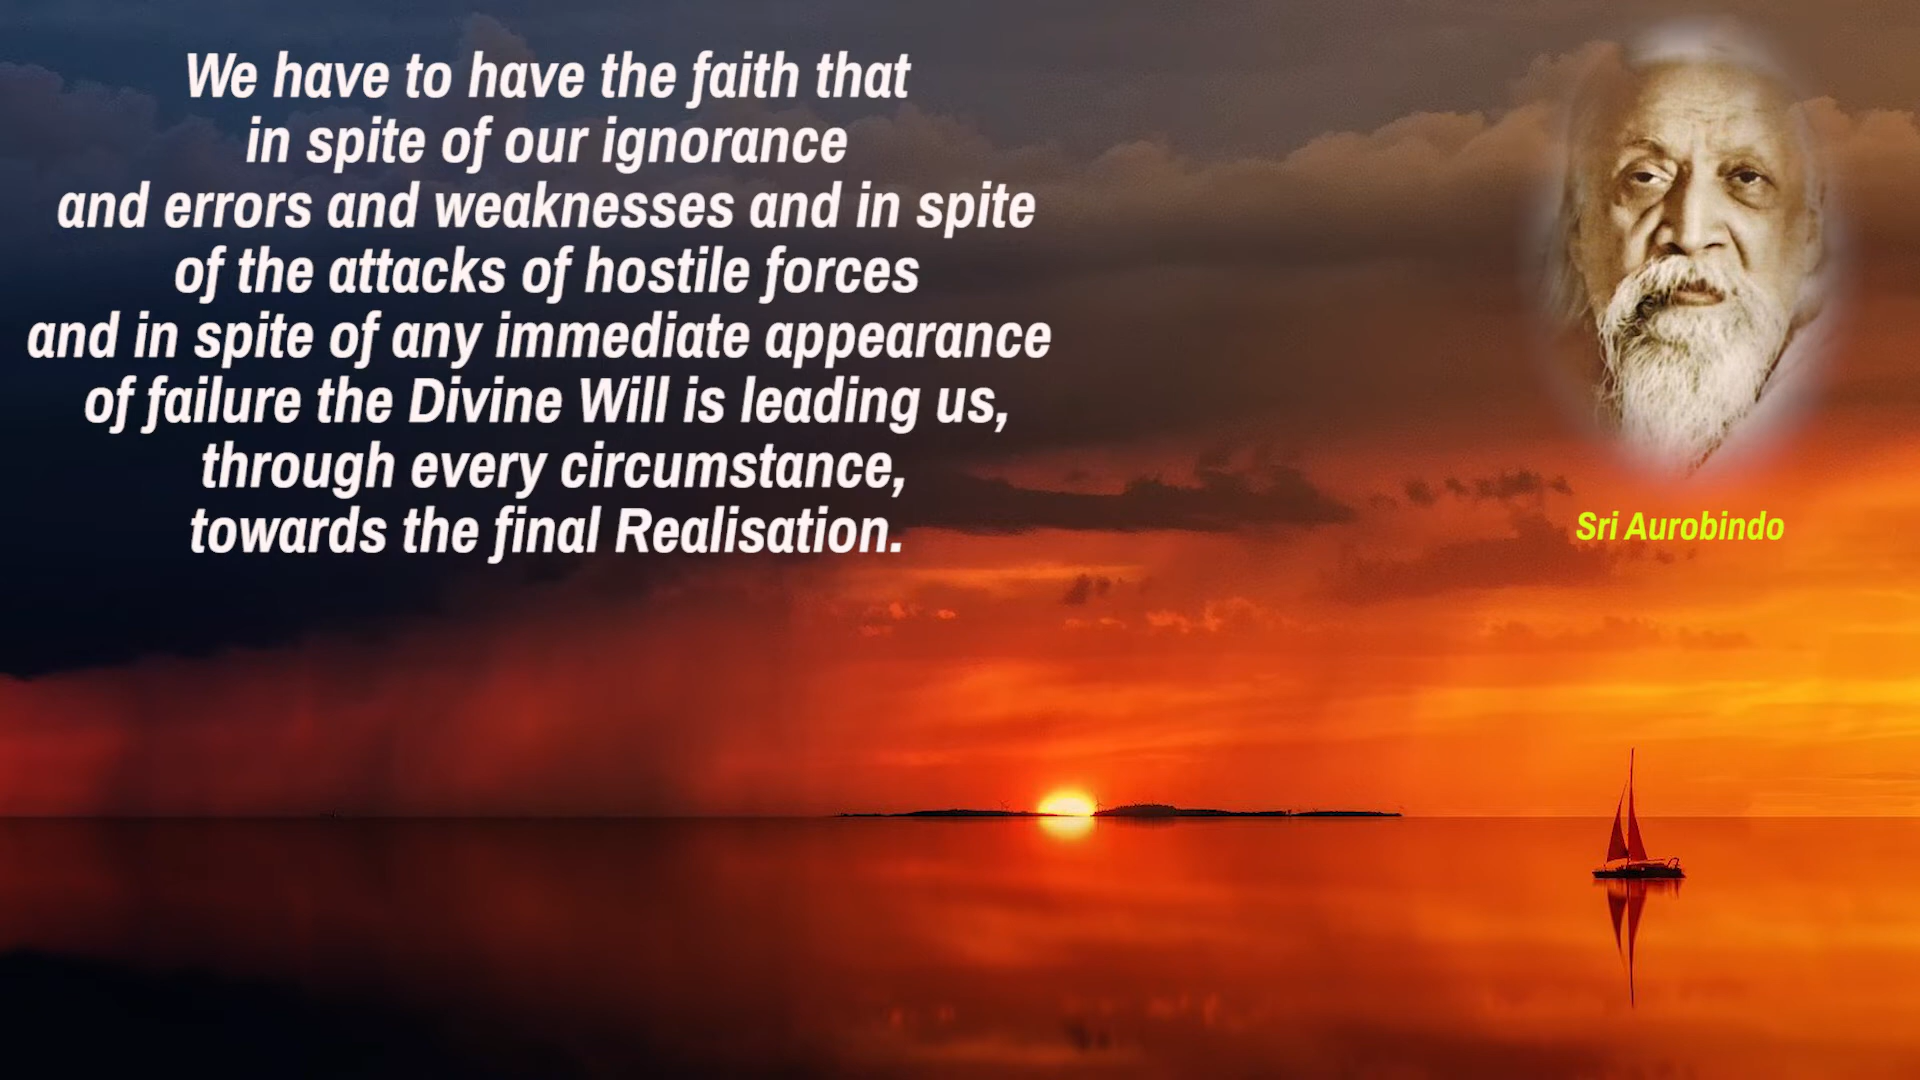 We have to have the faith that
in spite of our ignorance
and errors and weaknesses and in spite
of the attacks of hostile forces
and in spite of any immediate appearance
of failure the Divine Will is leading us,
through every circumstance,
towards the final Realisation.
Sri Aurobindo